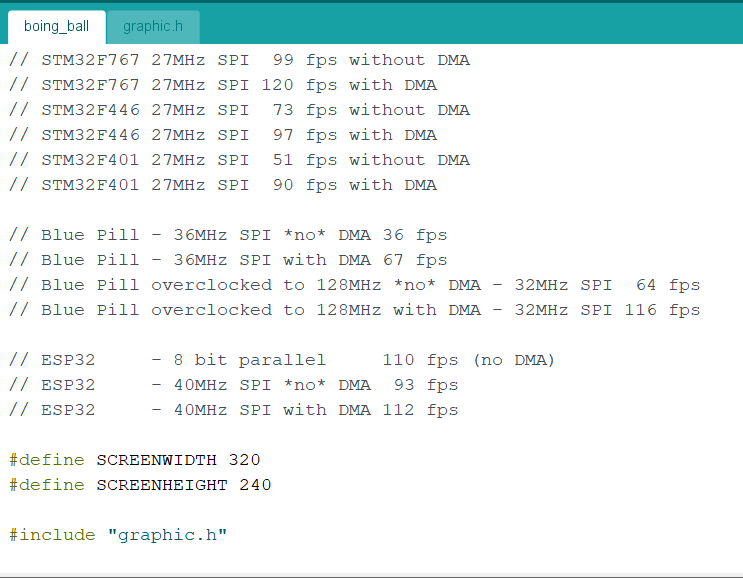 boing_ball graphic.h
// STM32F767 27MHz SPI  99 fps without DMA
// STM32F767 27MHz SPI 120 fps with DMA
// STM32F446 27MHz SPI  73 fps without DMA
// STM32F446 27MHz SPI  97 fps with DMA
// STM32F401 27MHz SPI  51 fps without DMA
// STM32F401 27MHz SPI  90 fps with DMA
// Blue Pill - 36MHz SPI *no* DMA 36 fps
// Blue Pill - 36MHz SPI with DMA 67 fps
// Blue Pill overclocked to 128MHz *no* DMA - 32MHz SPI  64 fps
// Blue Pill overclocked to 128MHz with DMA - 32MHz SPI 116 fps
// ESP32     - 8 bit parallel     110 fps (no DMA)
// ESP32     - 40MHz SPI *no* DMA  93 fps
// ESP32     - 40MHz SPI with DMA 112 fps
#define SCREENWIDTH 320
#define SCREENHEIGHT 240
#include "graphic.h"